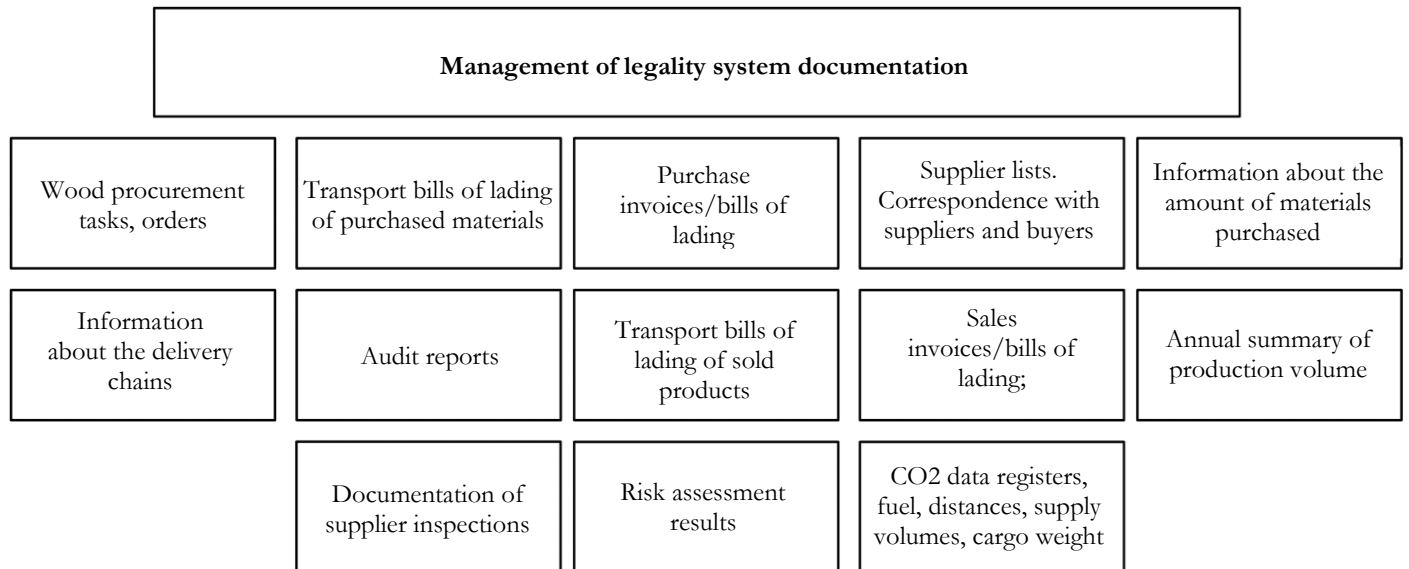 Management of legality system documentation
Wood procurement
tasks, orders
Transport bills of lading
of purchased materials
Purchase
invoices/bills of
lading
Supplier lists.
Correspondence with
suppliers and buyers
Information about the
amount of materials
purchased
Information
about the delivery
chains
Audit reports
Transport bills of
lading of sold
products
Sales
invoices/bills of
lading;
Annual summary of
production volume
Documentation of
supplier inspections
Risk assessment
results
CO2 data registers,
fuel, distances, supply
volumes, cargo weight